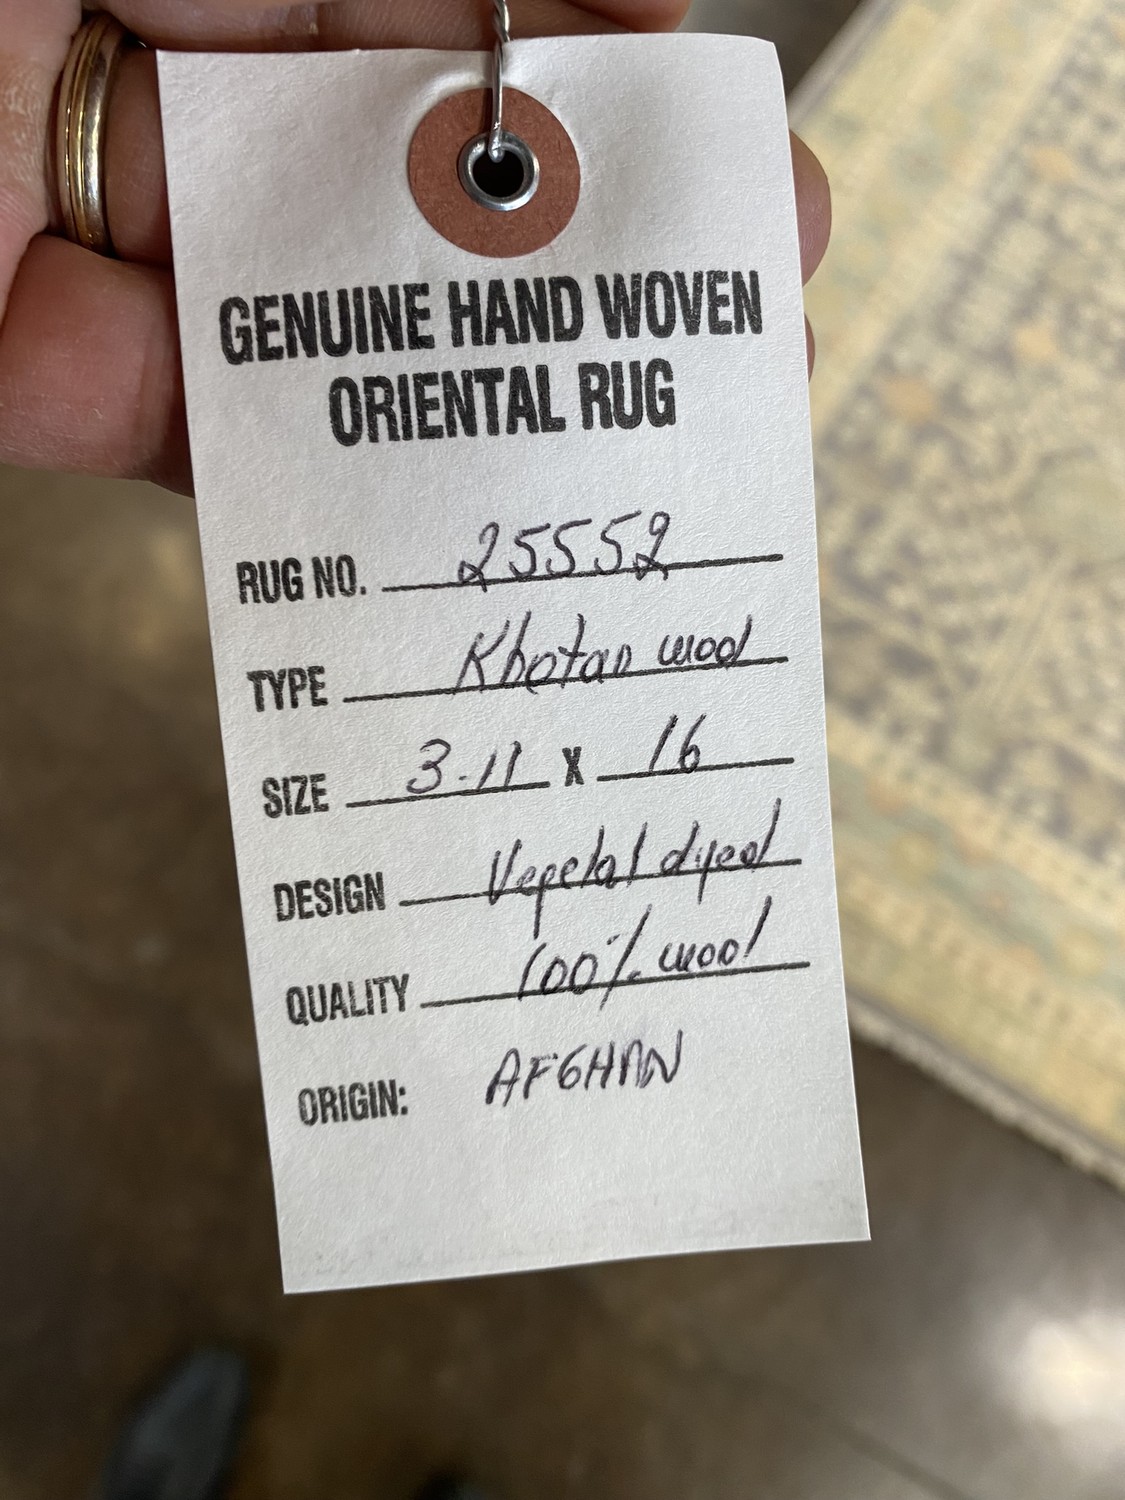 GENUINE HAND WOVEN
ORIENTAL RUG
RUG NO. 25552
TYPE Khotan wool
SIZE 3-11 X 16
DESIGN Vegetal dyed
QUALITY 100% wool
ORIGIN: AFGHAN